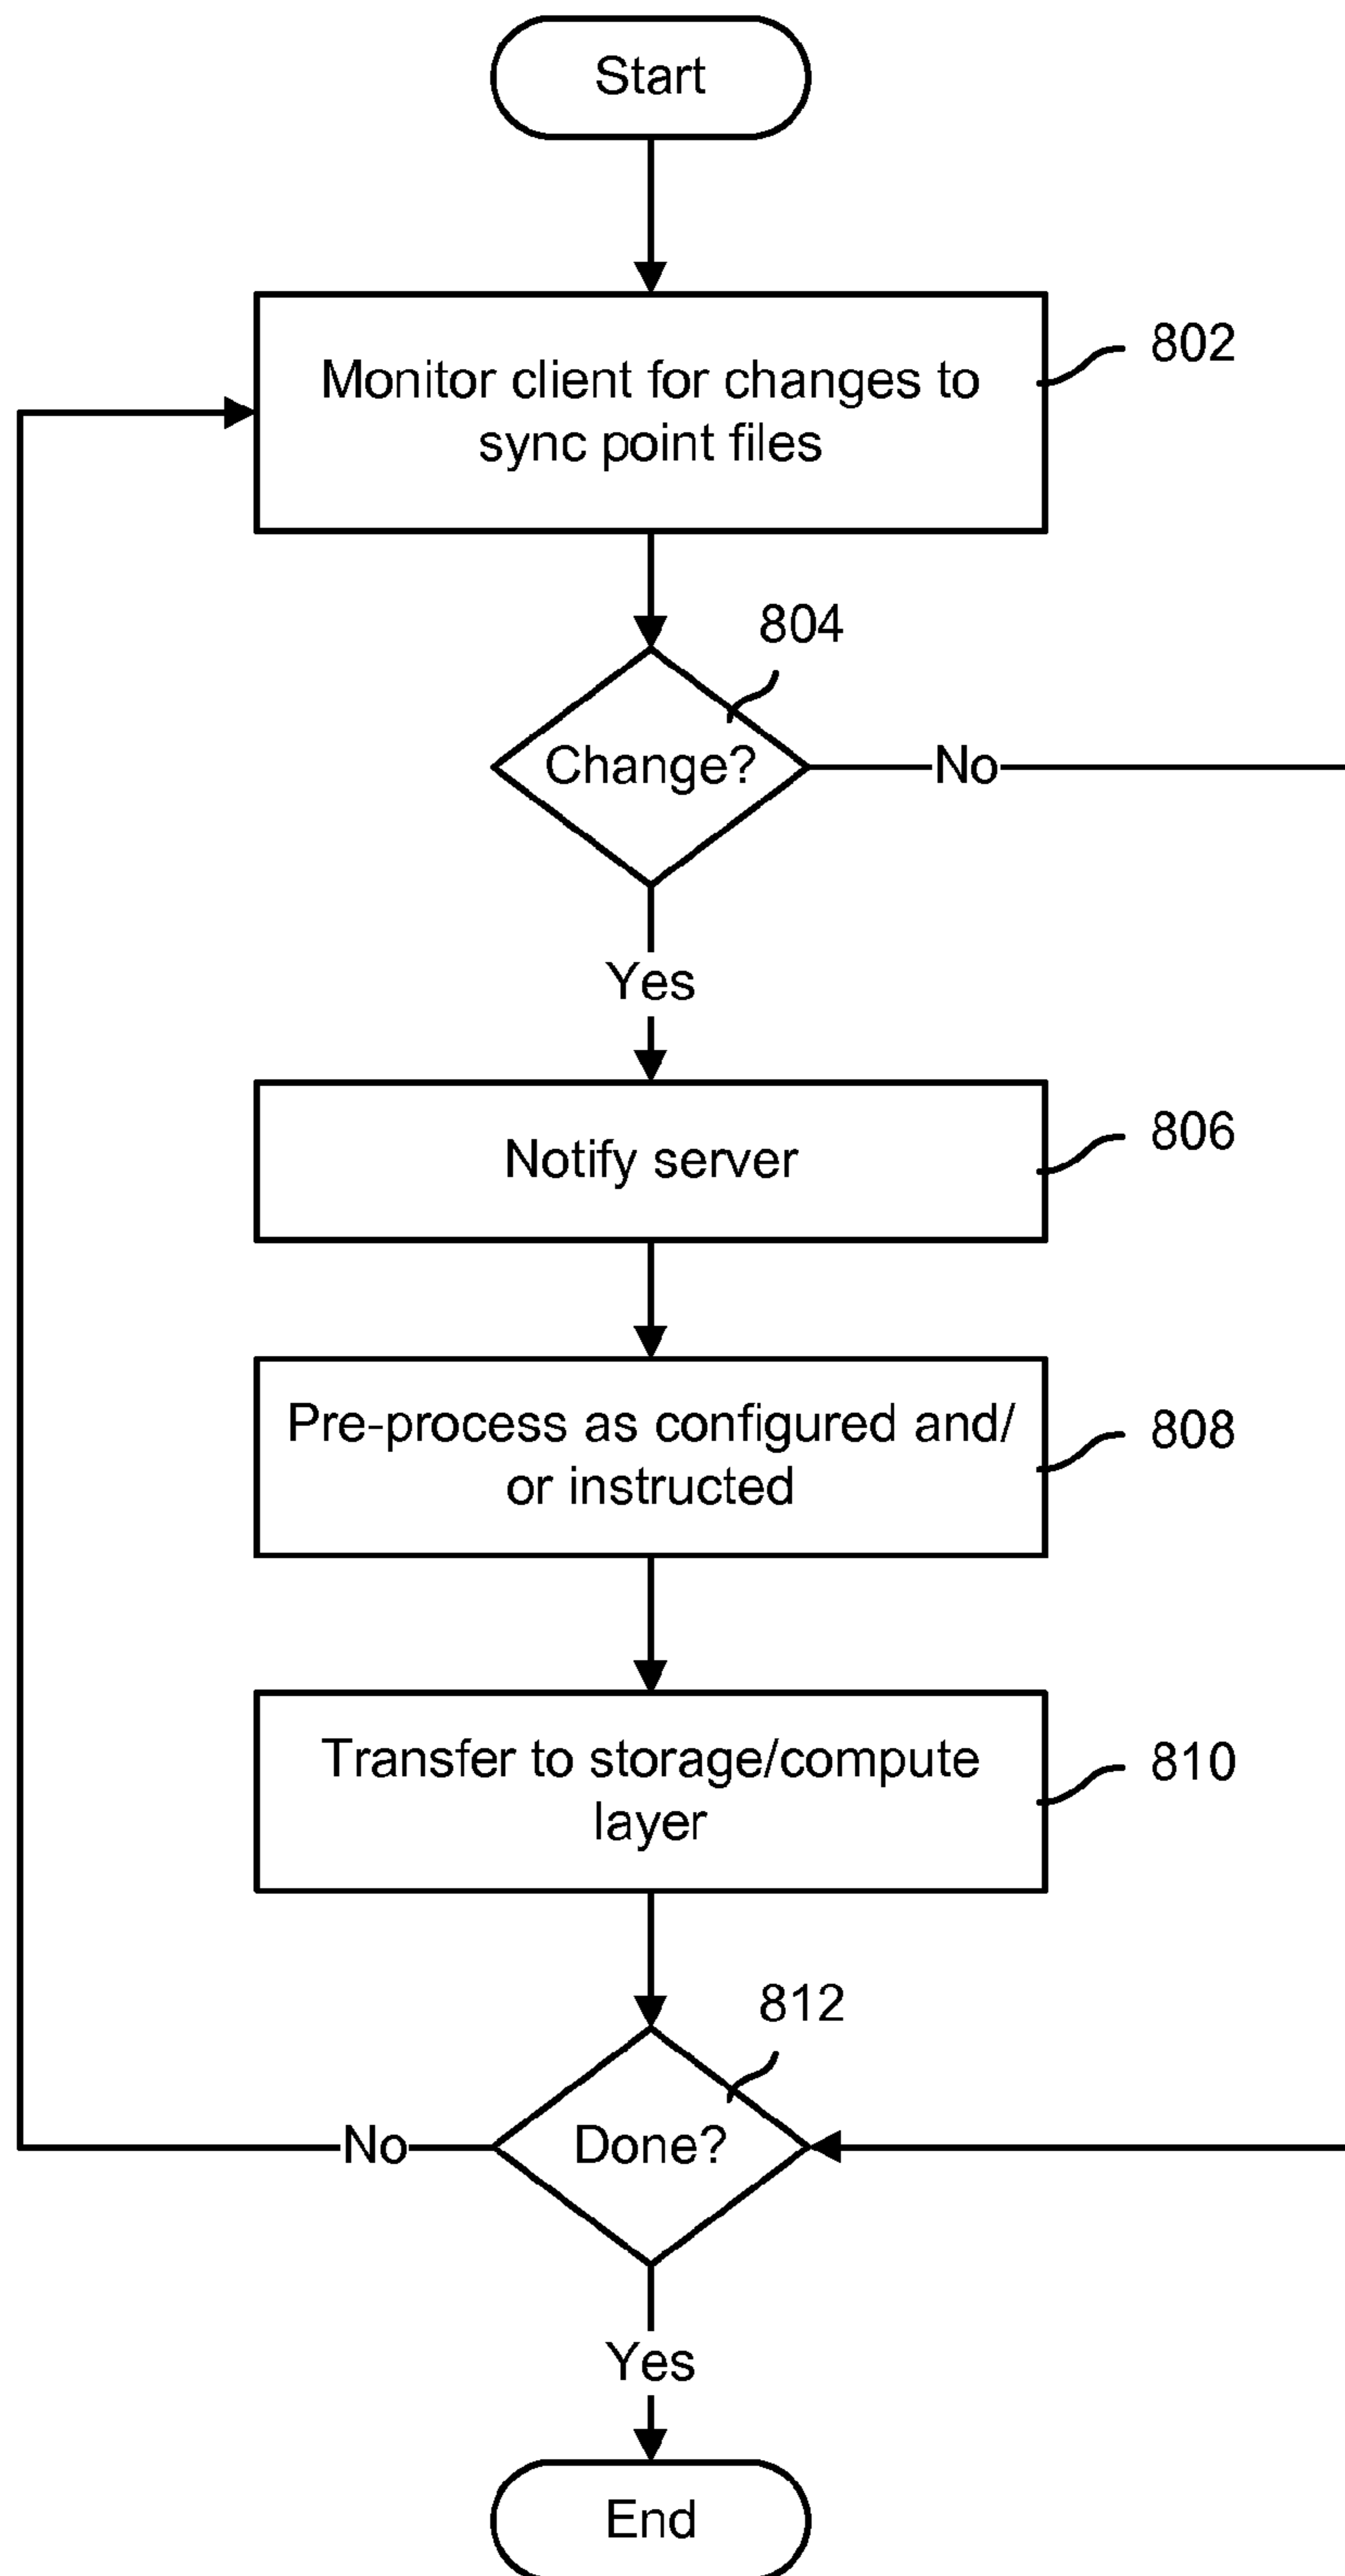 Start
Monitor client for changes to
sync point files
802
804
Change?
No
Yes
Notify server
806
Pre-process as configured and/
or instructed
808
Transfer to storage/compute
layer
810
812
Done?
No
Yes
End